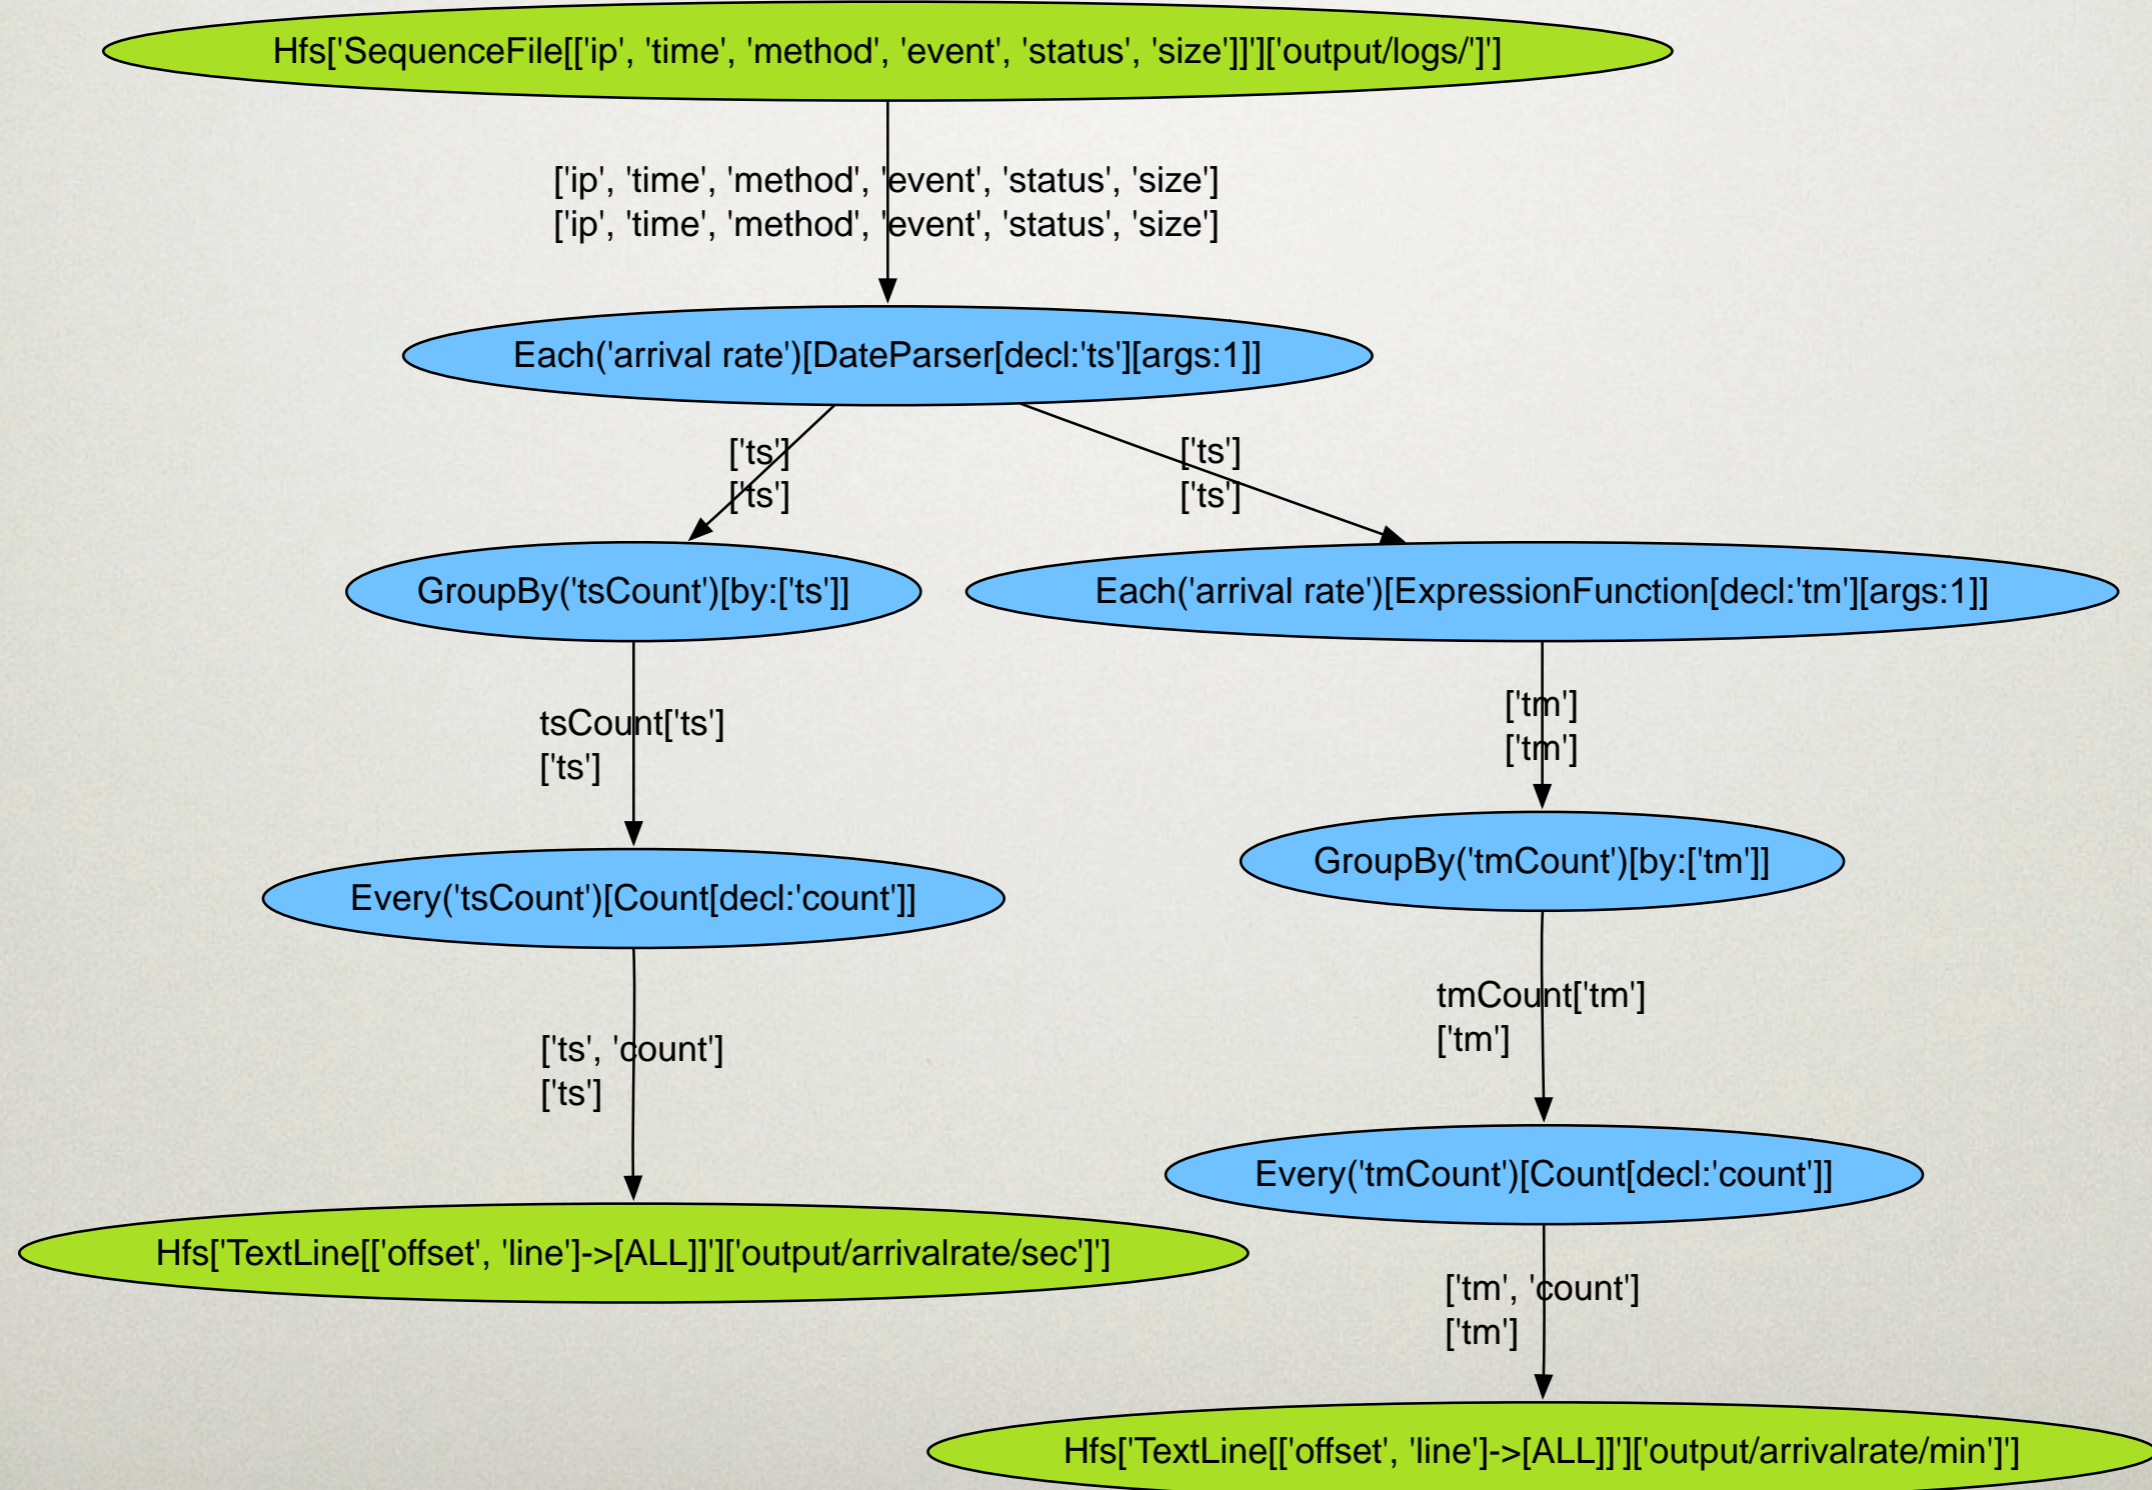 Hfs['SequenceFile[['ip', 'time', 'method', 'event', 'status', 'size']]']['output/logs/']']
['ip', 'time', 'method', 'event', 'status', 'size']
['ip', 'time', 'method', 'event', 'status', 'size']
Each('arrival rate')[DateParser[decl:'ts'][args:1]]
['ts']
['ts']
['ts']
['ts']
GroupBy('tsCount')[by:['ts']]
Each('arrival rate')[ExpressionFunction[decl:'tm'][args:1]]
tsCount['ts']
['ts']
['tm']
['tm']
Every('tsCount')[Count[decl:'count']]
GroupBy('tmCount')[by:['tm']]
['ts', 'count']
['ts']
tmCount['tm']
['tm']
Hfs['TextLine[['offset', 'line']->[ALL]]']['output/arrivalrate/sec']']
Every('tmCount')[Count[decl:'count']]
['tm', 'count']
['tm']
Hfs['TextLine[['offset', 'line']->[ALL]]']['output/arrivalrate/min']']